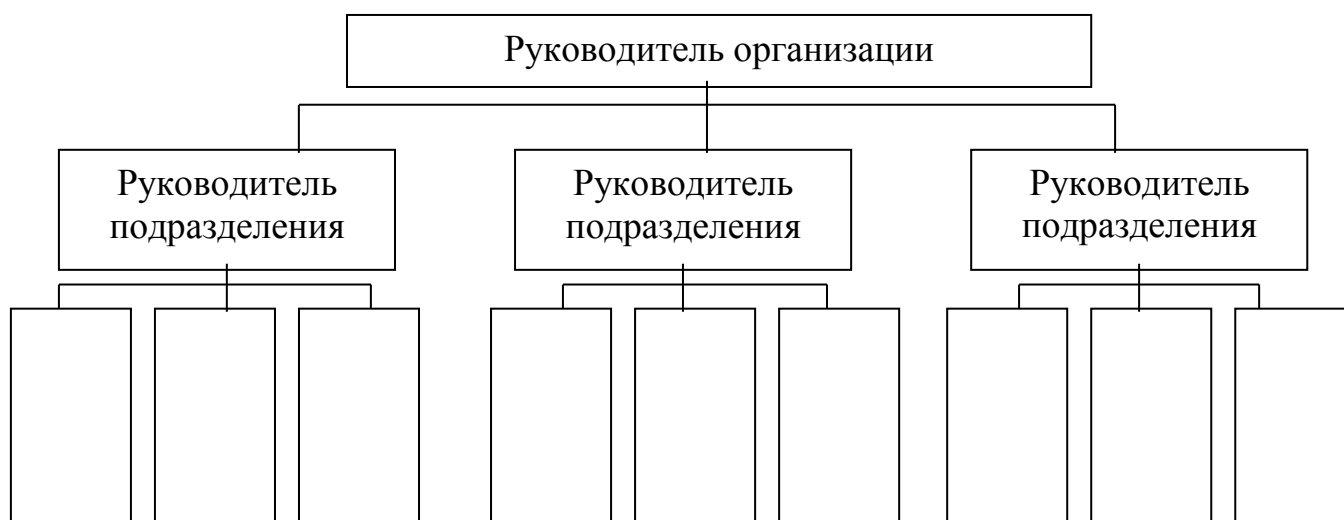 Руководитель организации
Руководитель
подразделения
Руководитель
подразделения
Руководитель
подразделения